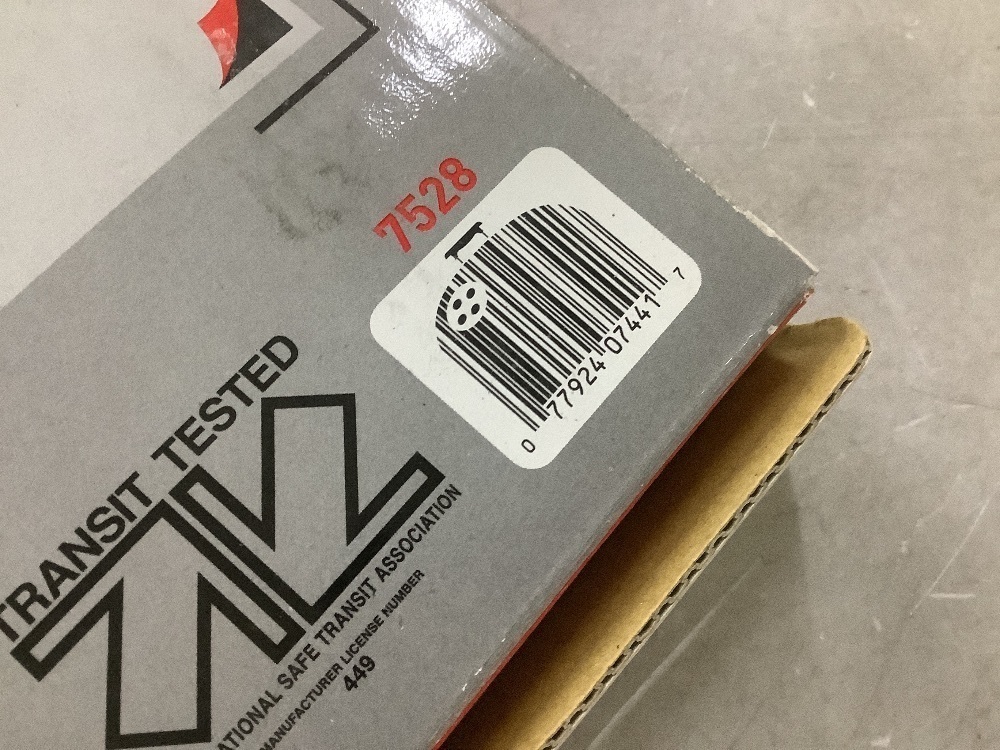 7528
0 77924 07441 7
TRANSIT TESTED
NATIONAL SAFE TRANSIT ASSOCIATION
MANUFACTURER LICENSE NUMBER
449